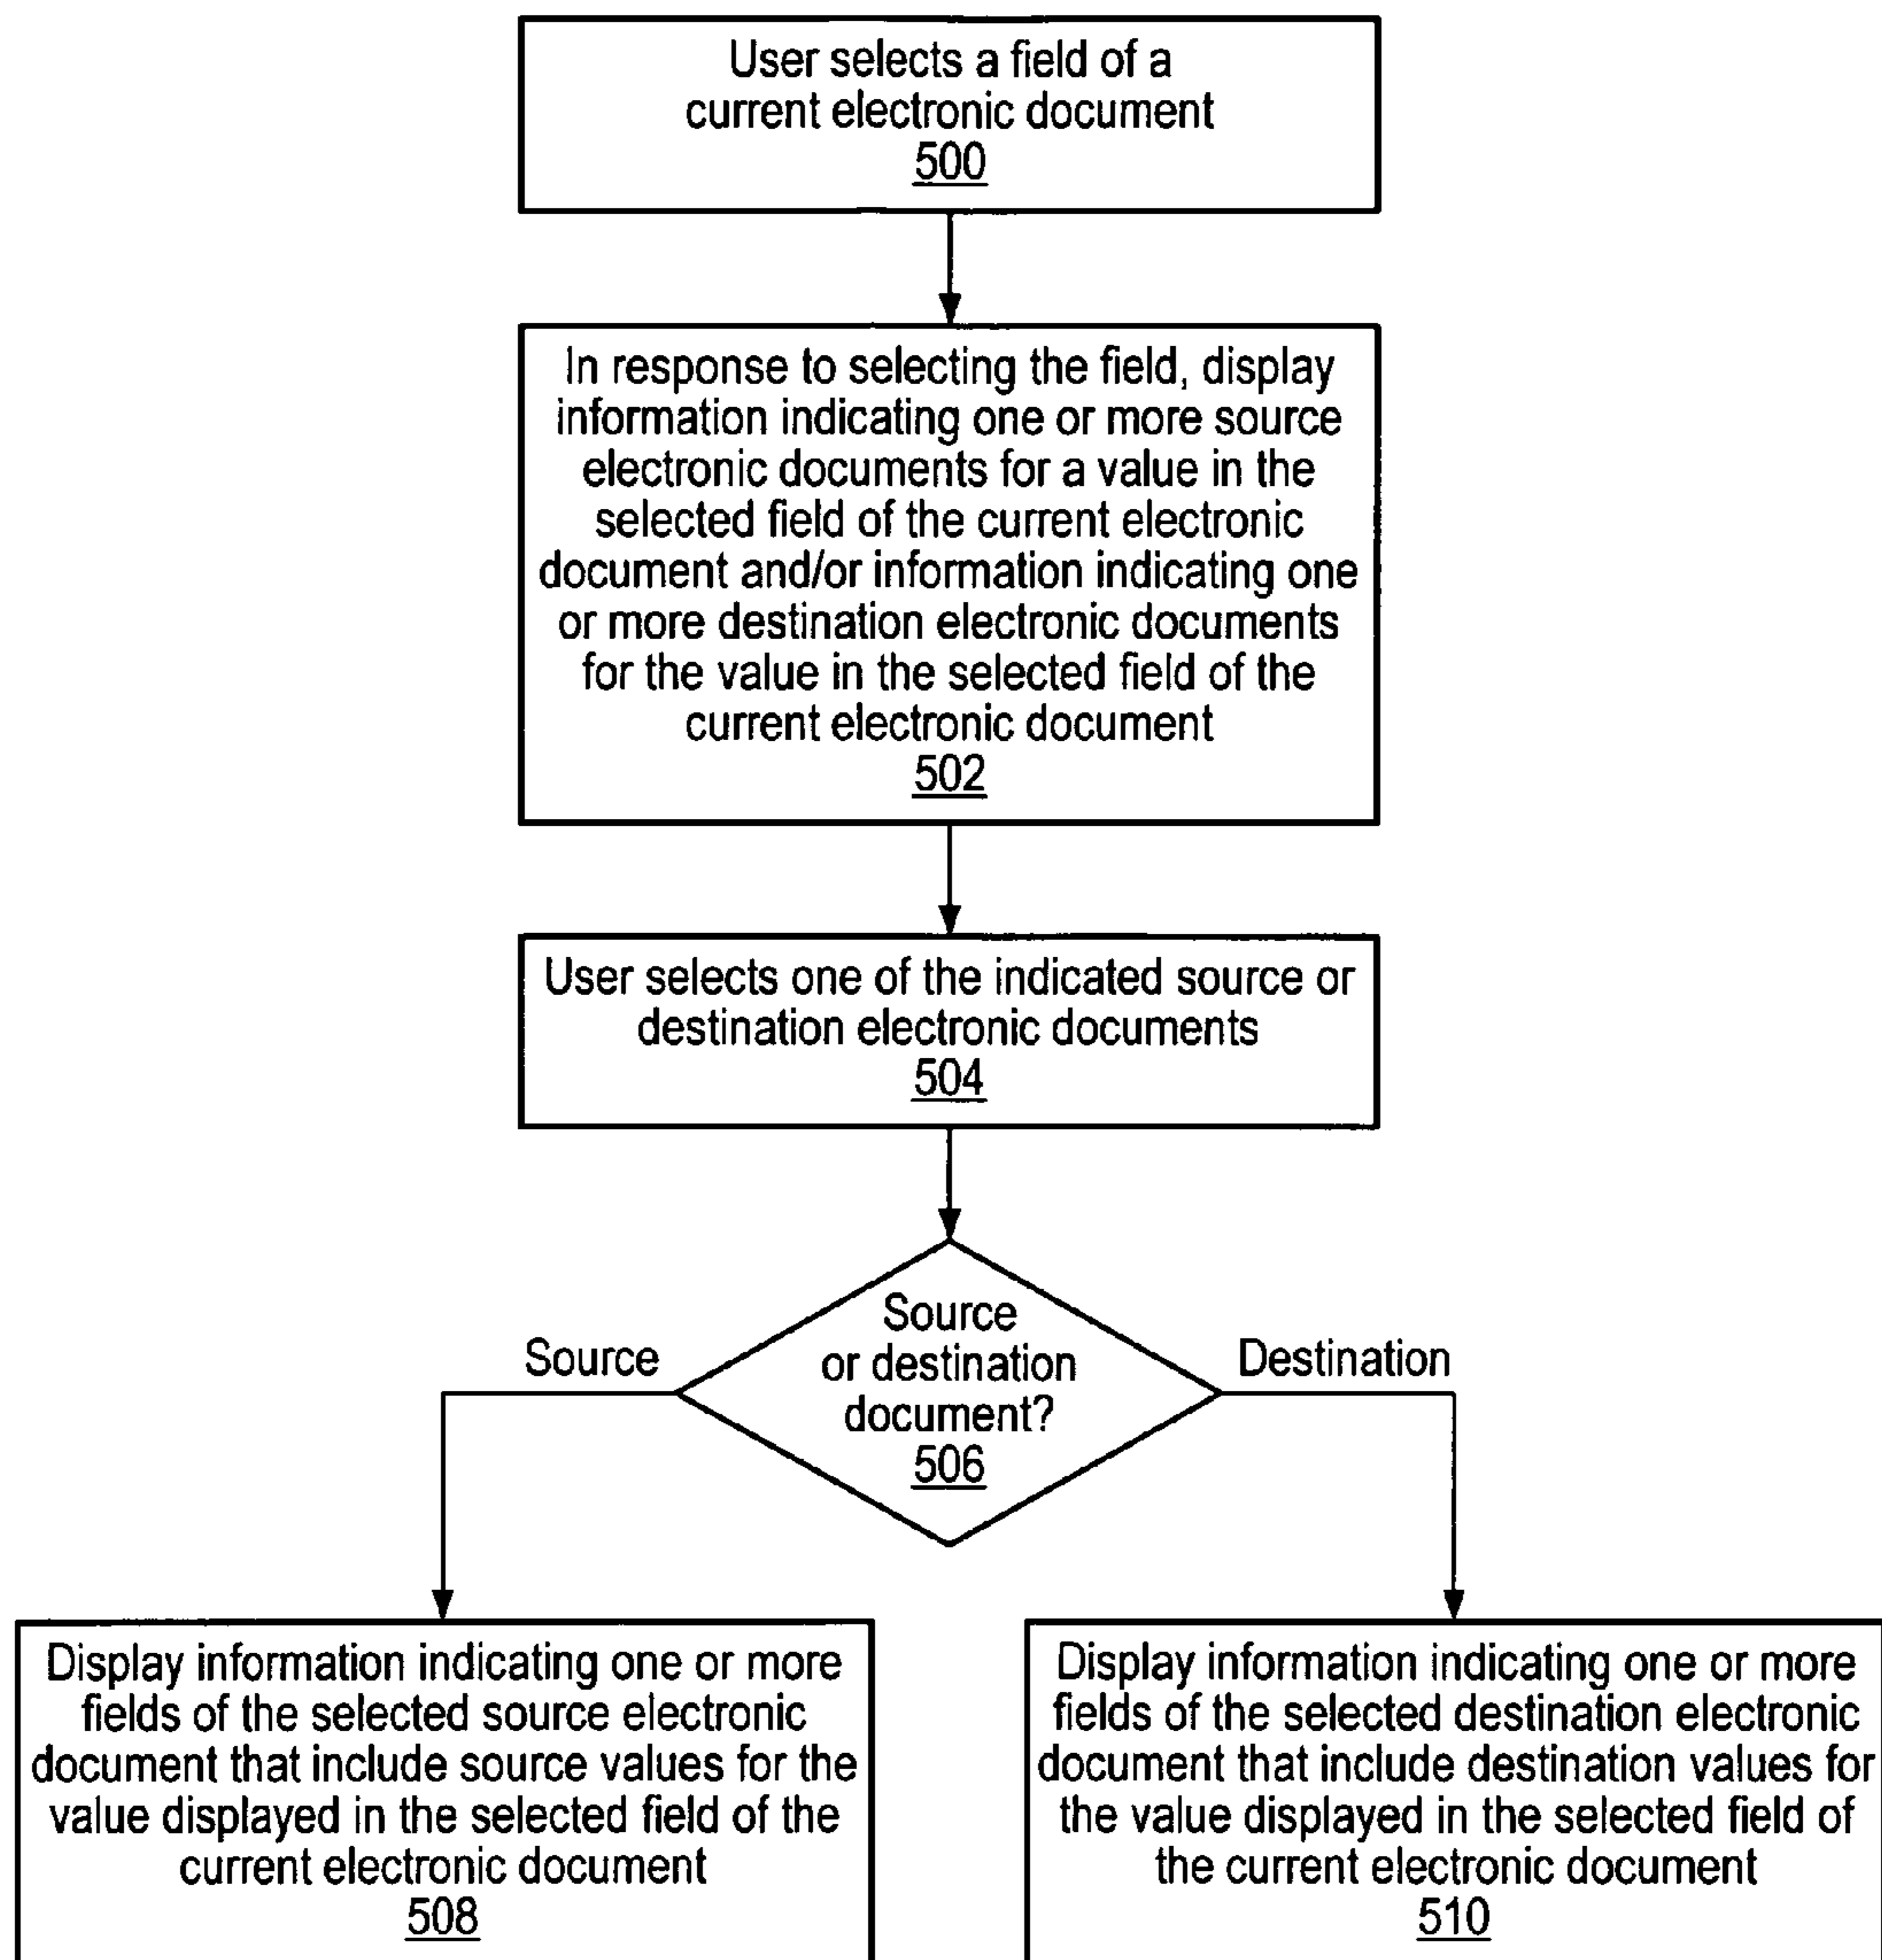 User selects a field of a
current electronic document
500
In response to selecting the field, display
information indicating one or more source
electronic documents for a value in the
selected field of the current electronic
document and/or information indicating one
or more destination electronic documents
for the value in the selected field of the
current electronic document
502
User selects one of the indicated source or
destination electronic documents
504
Source
or destination
document?
506
Source
Destination
Display information indicating one or more
fields of the selected source electronic
document that include source values for the
value displayed in the selected field of the
current electronic document
508
Display information indicating one or more
fields of the selected destination electronic
document that include destination values for
the value displayed in the selected field of
the current electronic document
510